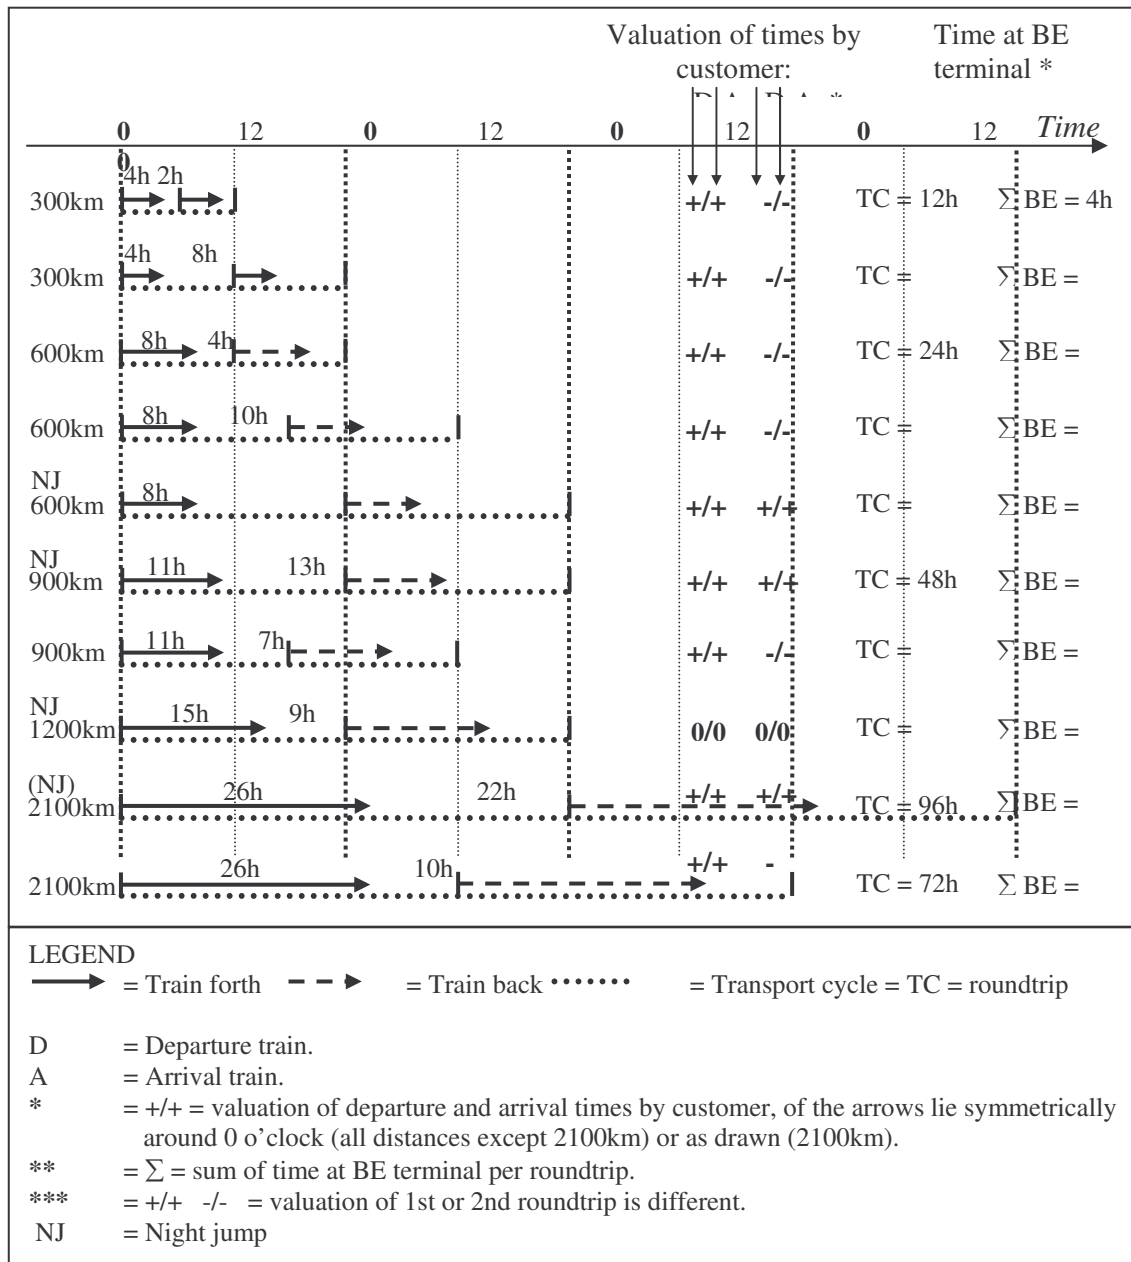 Valuation of times by Time at BE
customer: terminal *
D A D A *
0 12 0 12 0 12 0 12 Time
0
4h 2h
300km +/+ -/- TC = 12h ∑ BE = 4h
4h 8h
300km +/+ -/- TC = ∑ BE =
8h 4h
600km +/+ -/- TC = 24h ∑ BE =
8h 10h
600km +/+ -/- TC = ∑ BE =
NJ
8h
600km +/+ +/+ TC = ∑ BE =
NJ
11h 13h
900km +/+ +/+ TC = 48h ∑ BE =
11h 7h
900km +/+ -/- TC = ∑ BE =
NJ
15h 9h
1200km 0/0 0/0 TC = ∑ BE =
(NJ)
26h 22h +/+ +/+
2100km TC = 96h ∑ BE =
26h 10h +/+ -
2100km TC = 72h ∑ BE =
LEGEND
= Train forth = Train back = Transport cycle = TC = roundtrip
D = Departure train.
A = Arrival train.
* = +/+ = valuation of departure and arrival times by customer, of the arrows lie symmetrically
around 0 o’clock (all distances except 2100km) or as drawn (2100km).
** = ∑ = sum of time at BE terminal per roundtrip.
*** = +/+ -/- = valuation of 1st or 2nd roundtrip is different.
NJ = Night jump